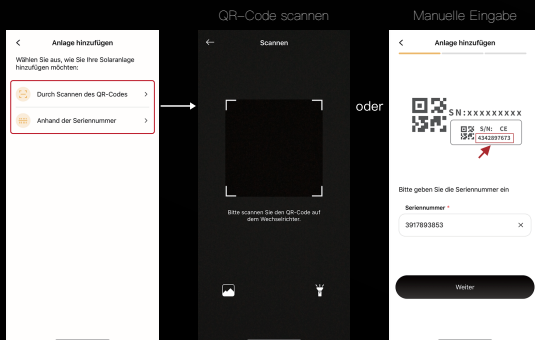 QR-Code scannen
Manuelle Eingabe
Anlage hinzufügen
Wählen Sie aus, wie Sie Ihre Solaranlage
hinzufügen möchten:
Durch Scannen des QR-Codes
Anhand der Seriennummer
Scannen
Bitte scannen Sie den QR-Code auf
dem Wechselrichter.
oder
Anlage hinzufügen
SN:xxxxxxxxx
S/N: CE
4342897673
Bitte geben Sie die Seriennummer ein
Seriennummer *
3917893853
Weiter